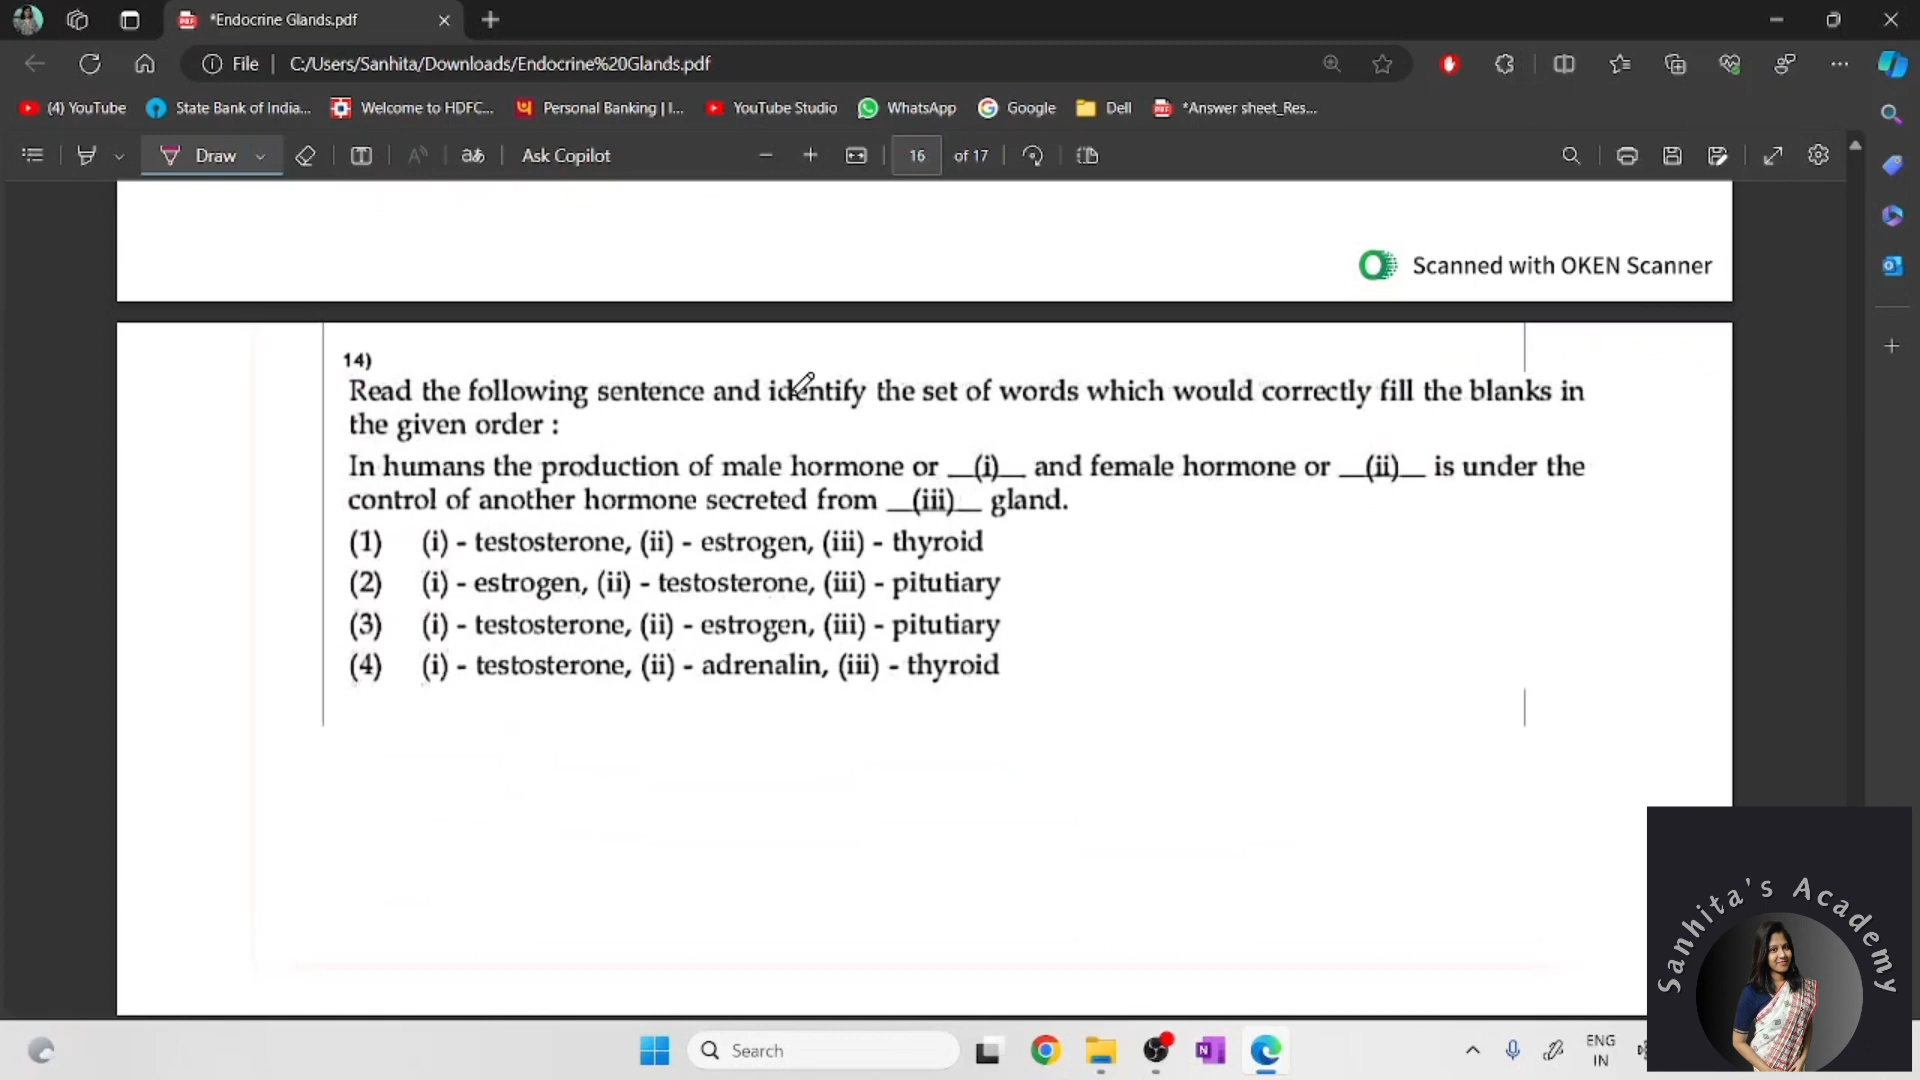 *Endocrine Glands.pdf
File
C:/Users/Sanhita/Downloads/Endocrine%20Glands.pdf
(4) YouTube
State Bank of India...
Welcome to HDFC...
Personal Banking | I...
YouTube Studio
WhatsApp
Google
Dell
*Answer sheet_Res...
Draw
Ask Copilot
16 of 17
Scanned with OKEN Scanner
14)
Read the following sentence and identify the set of words which would correctly fill the blanks in
the given order :
In humans the production of male hormone or __(i)__ and female hormone or __(ii)__ is under the
control of another hormone secreted from __(iii)__ gland.
(1) (i) - testosterone, (ii) - estrogen, (iii) - thyroid
(2) (i) - estrogen, (ii) - testosterone, (iii) - pitutiary
(3) (i) - testosterone, (ii) - estrogen, (iii) - pitutiary
(4) (i) - testosterone, (ii) - adrenalin, (iii) - thyroid
Sanhita's Academy
Search
ENG
IN